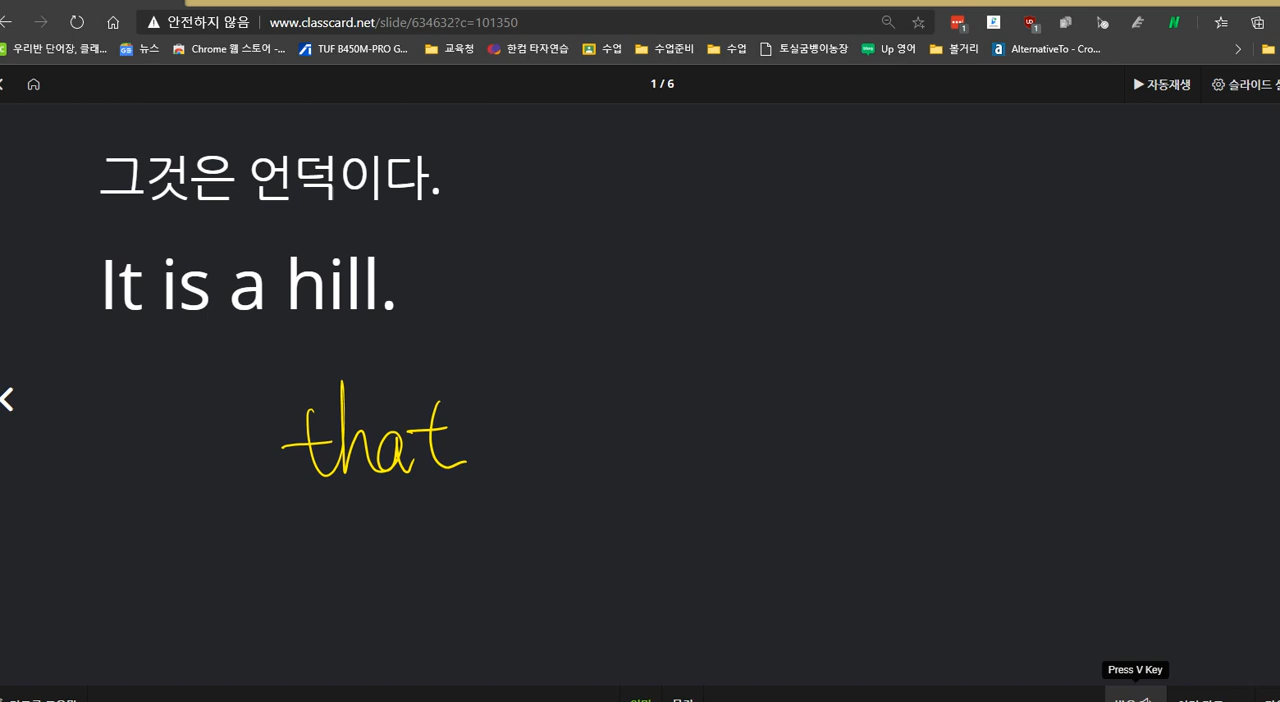 안전하지 않음 | www.classcard.net/slide/634632?c=101350
우리반 단어장, 클래... 뉴스 Chrome 웹 스토어 -... TUF B450M-PRO G... 교육청 한컴 타자연습 수업 수업준비 수업 토실굼벵이농장 Up 영어 볼거리 AlternativeTo - Cro...
1 / 6 자동재생 슬라이드
그것은 언덕이다.
It is a hill.
that
Press V Key